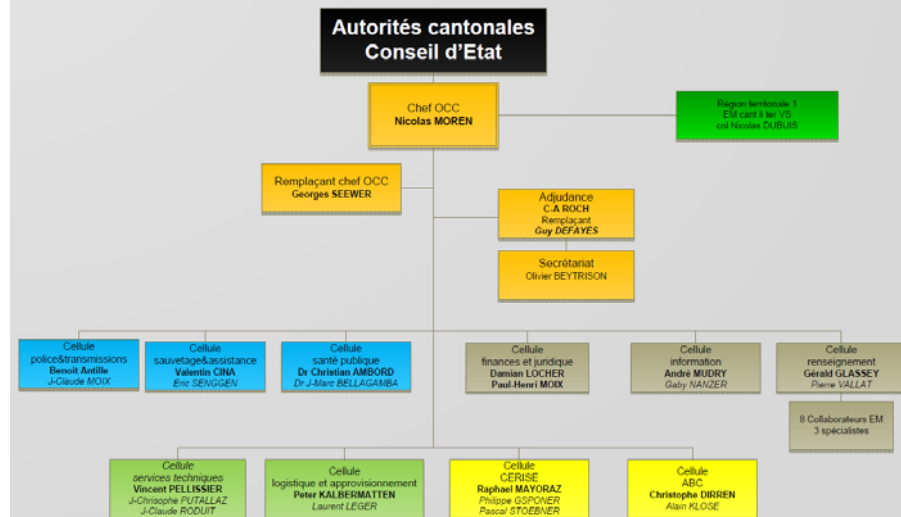 Autorités cantonales
Conseil d'Etat
Chef OCC
Nicolas MOREN
Région territoriale 1
EM cant li ter VS
col Nicolas DUBUIS
Remplaçant chef OCC
Georges SEEWER
Adjudance
C-A ROCH
Remplaçant
Guy DEFAYES
Secrétariat
Olivier BEYTRISON
Cellule
police&transmissions
Benoit Antille
J-Claude MOIX
Cellule
sauvetage&assistance
Valentin CINA
Eric SENGGEN
Cellule
santé publique
Dr Christian AMBORD
Dr J-Marc BELLAGAMBA
Cellule
finances et juridique
Damian LOCHER
Paul-Henri MOIX
Cellule
information
André MUDRY
Gaby NANZER
Cellule
renseignement
Gérald GLASSEY
Pierre VALLAT
8 Collaborateurs EM
3 spécialistes
Cellule
services techniques
Vincent PELLISSIER
J-Chrisophe PUTALLAZ
J-Claude RODUIT
Cellule
logistique et approvisionnement
Peter KALBERMATTEN
Laurent LEGER
Cellule
CERISE
Raphael MAYORAZ
Philippe GSPONER
Pascal STOEBNER
Cellule
ABC
Christophe DIRREN
Alain KLOSE